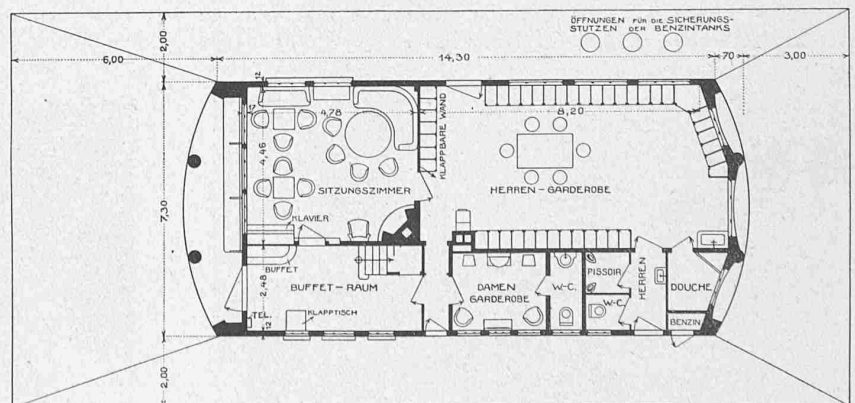 ÖFFNUNGEN FÜR DIE SICHERUNGS-
STUTZEN DER BENZINTANKS
2,00
6,00
14,30
70
3,00
12
17
4,78
8,20
KLAPPBARE WAND
4,46
7,30
SITZUNGSZIMMER
HERREN-GARDEROBE
KLAVIER
BUFFET
2,48
BUFFET-RAUM
DAMEN
GARDEROBE
W-C.
PISSOIR
HERREN
DOUCHE
W-C.
TEL.
KLAPPTISCH
BENZIN
12
2,00